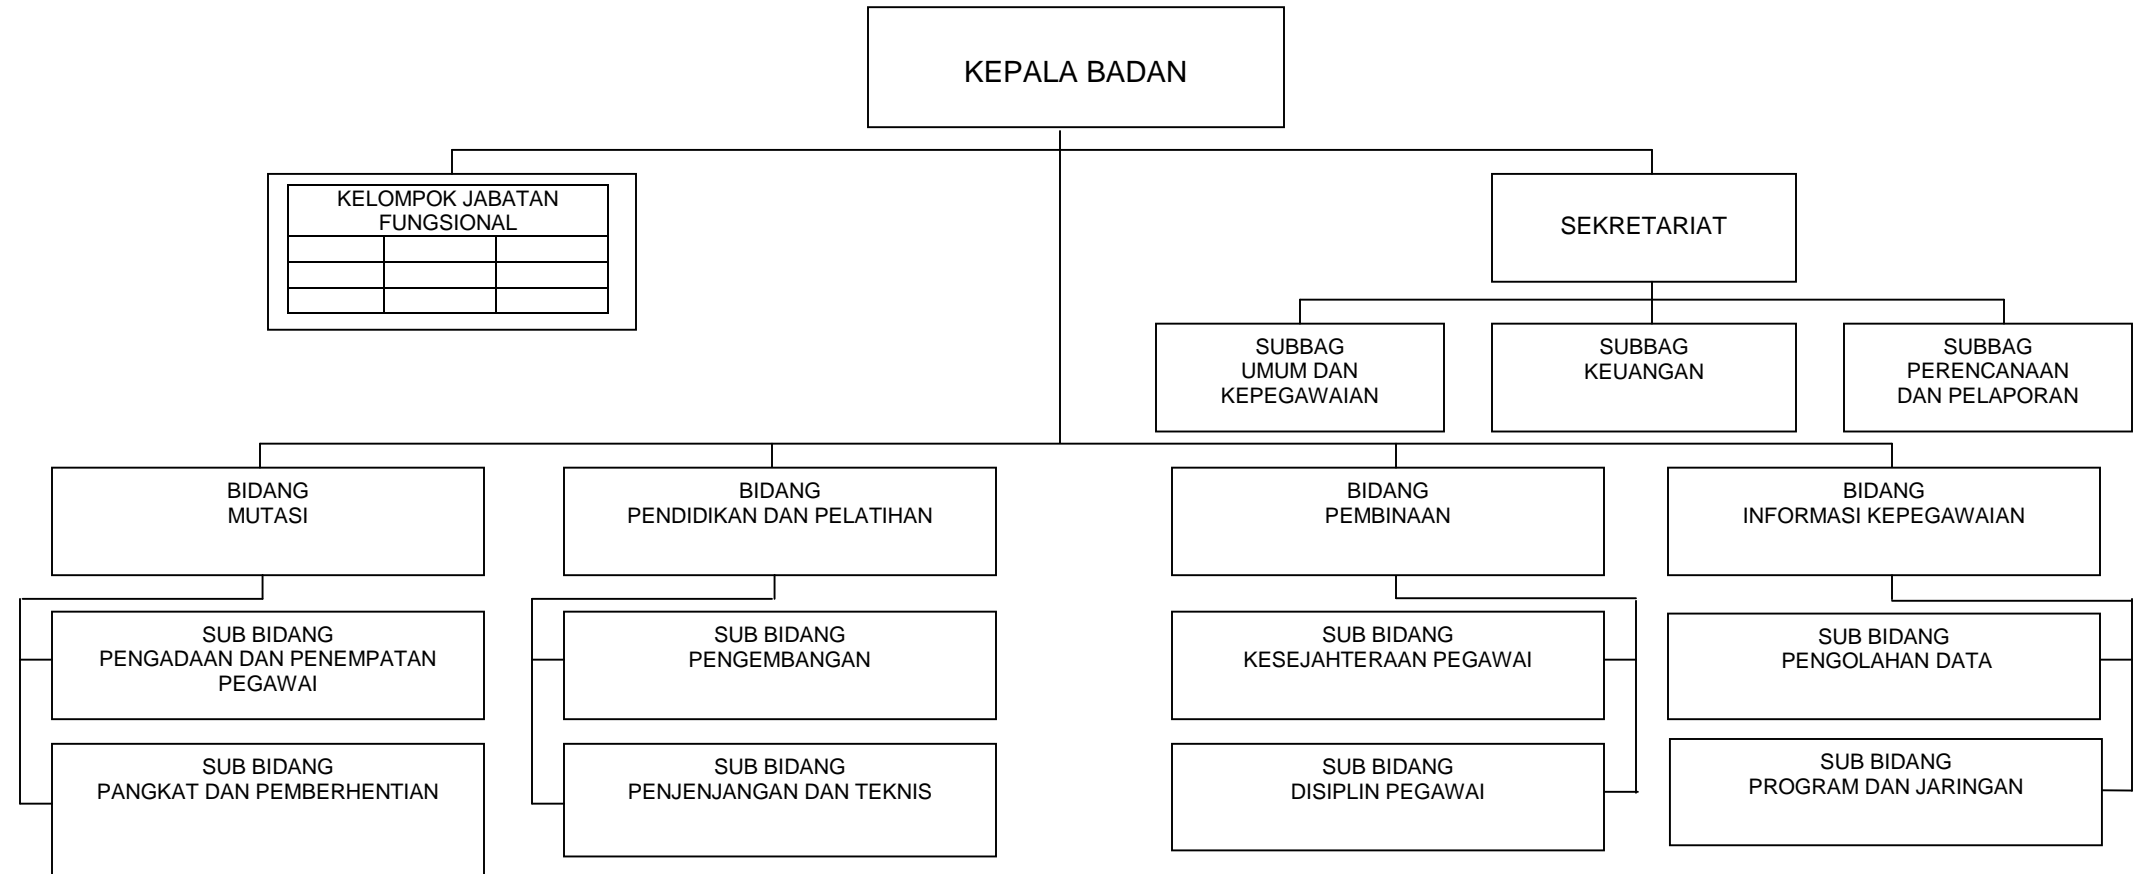 KEPALA BADAN
KELOMPOK JABATAN
FUNGSIONAL
SEKRETARIAT
SUBBAG
UMUM DAN
KEPEGAWAIAN
SUBBAG
KEUANGAN
SUBBAG
PERENCANAAN
DAN PELAPORAN
BIDANG
MUTASI
BIDANG
PENDIDIKAN DAN PELATIHAN
BIDANG
PEMBINAAN
BIDANG
INFORMASI KEPEGAWAIAN
SUB BIDANG
PENGADAAN DAN PENEMPATAN
PEGAWAI
SUB BIDANG
PENGEMBANGAN
SUB BIDANG
KESEJAHTERAAN PEGAWAI
SUB BIDANG
PENGOLAHAN DATA
SUB BIDANG
PANGKAT DAN PEMBERHENTIAN
SUB BIDANG
PENJENJANGAN DAN TEKNIS
SUB BIDANG
DISIPLIN PEGAWAI
SUB BIDANG
PROGRAM DAN JARINGAN